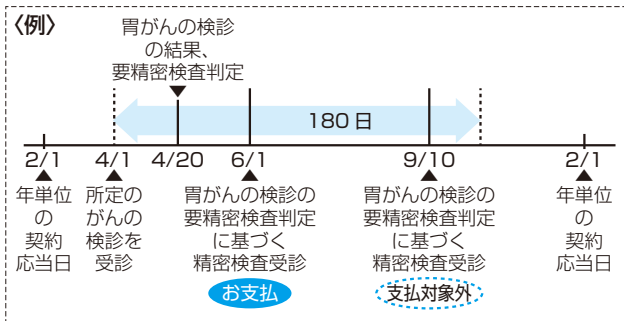 〈例〉
胃がんの検診
の結果、
要精密検査判定
180日
2/1
4/1
4/20
6/1
9/10
2/1
年単位
の
契約
応当日
所定の
がんの
検診を
受診
胃がんの検診の
要精密検査判定
に基づく
精密検査受診
お支払
胃がんの検診の
要精密検査判定
に基づく
精密検査受診
支払対象外
年単位
の
契約
応当日